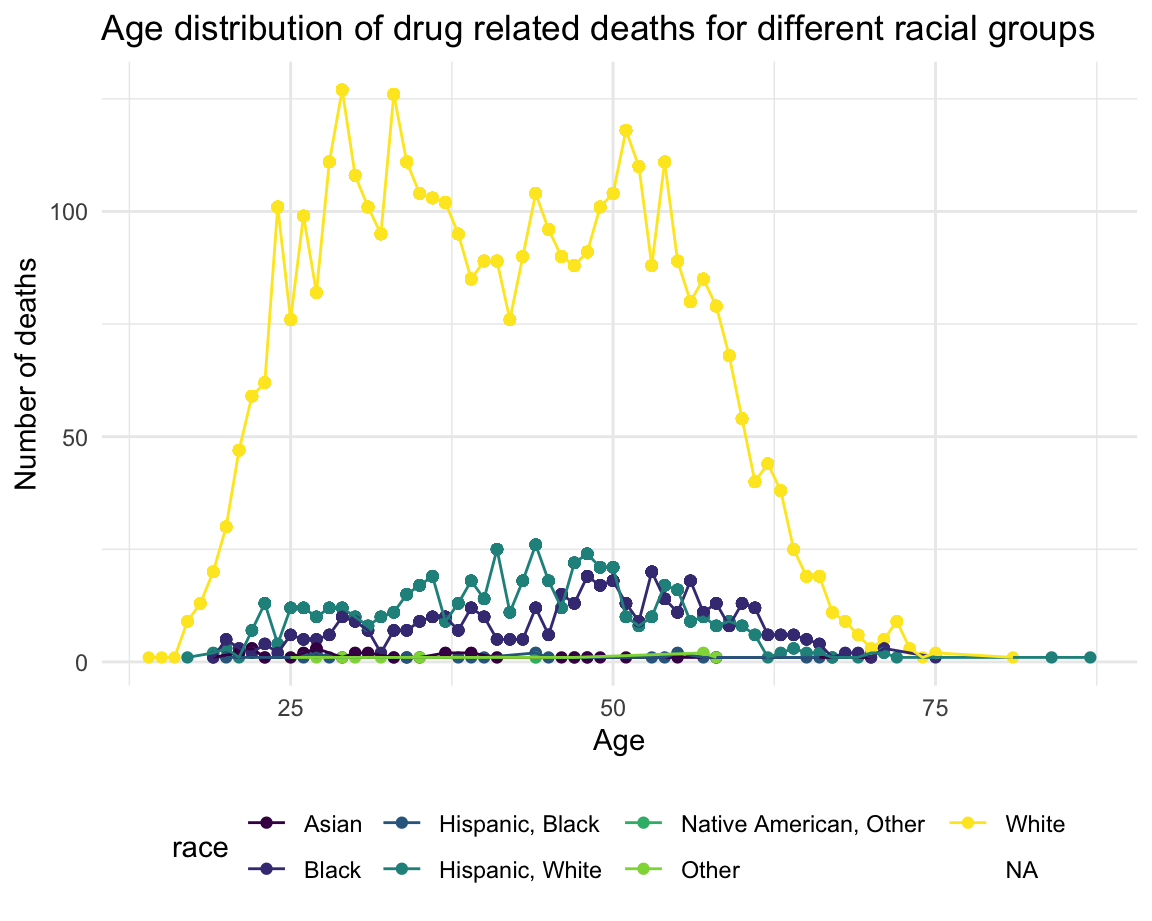 Age distribution of drug related deaths for different racial groups
Number of deaths
100
50
0
25 50 75
Age
race
Asian Hispanic, Black Native American, Other White
Black Hispanic, White Other NA